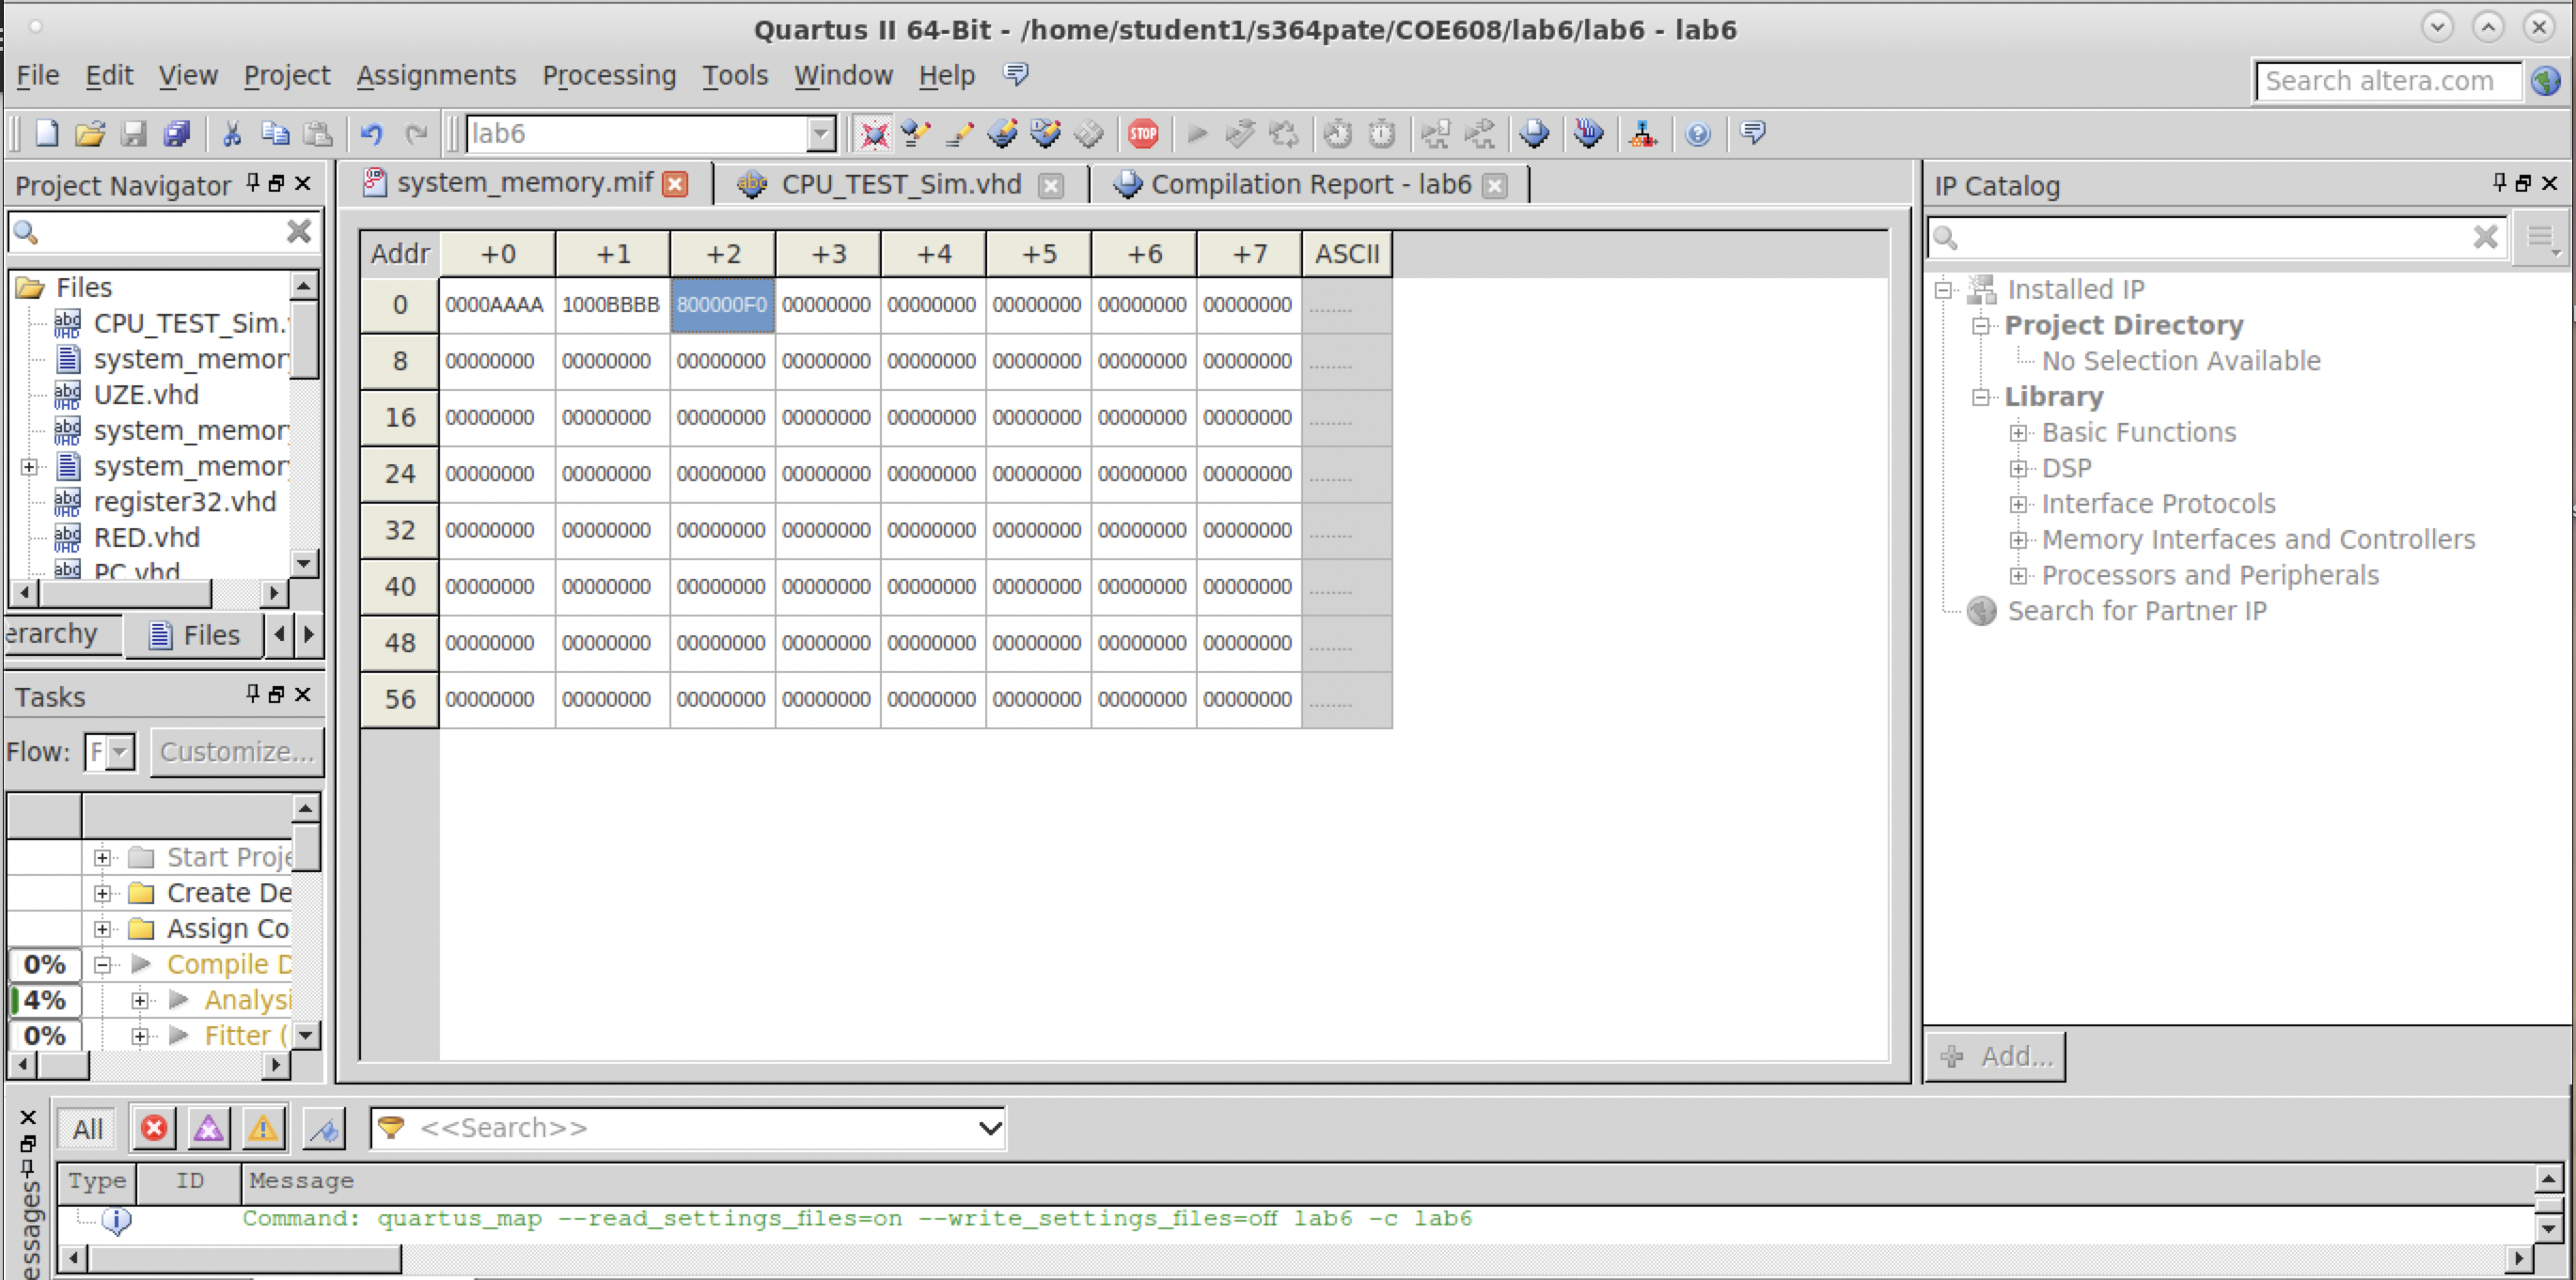 Quartus II 64-Bit - /home/student1/s364pate/COE608/lab6/lab6 - lab6
File Edit View Project Assignments Processing Tools Window Help
Search altera.com
lab6
STOP
Project Navigator
system_memory.mif
CPU_TEST_Sim.vhd
Compilation Report - lab6
IP Catalog
Files
CPU_TEST_Sim.
system_memor
UZE.vhd
system_memor
system_memor
register32.vhd
RED.vhd
PC.vhd
erarchy
Files
Addr +0 +1 +2 +3 +4 +5 +6 +7 ASCII
0 0000AAAA 1000BBBB 800000F0 00000000 00000000 00000000 00000000 00000000 ........
8 00000000 00000000 00000000 00000000 00000000 00000000 00000000 00000000 ........
16 00000000 00000000 00000000 00000000 00000000 00000000 00000000 00000000 ........
24 00000000 00000000 00000000 00000000 00000000 00000000 00000000 00000000 ........
32 00000000 00000000 00000000 00000000 00000000 00000000 00000000 00000000 ........
40 00000000 00000000 00000000 00000000 00000000 00000000 00000000 00000000 ........
48 00000000 00000000 00000000 00000000 00000000 00000000 00000000 00000000 ........
56 00000000 00000000 00000000 00000000 00000000 00000000 00000000 00000000 ........
Installed IP
Project Directory
No Selection Available
Library
Basic Functions
DSP
Interface Protocols
Memory Interfaces and Controllers
Processors and Peripherals
Search for Partner IP
Add...
Tasks
Flow: F Customize...
Start Proje
Create De
Assign Co
0% Compile D
4% Analysi
0% Fitter (
All <<Search>>
Type ID Message
Command: quartus_map --read_settings_files=on --write_settings_files=off lab6 -c lab6
essages